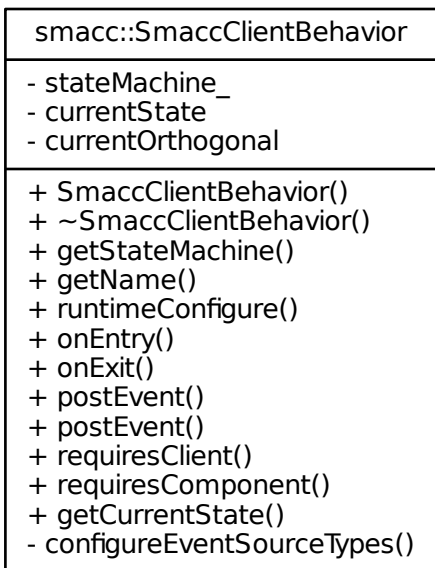 smacc::SmaccClientBehavior
- stateMachine_
- currentState
- currentOrthogonal
+ SmaccClientBehavior()
+ ~SmaccClientBehavior()
+ getStateMachine()
+ getName()
+ runtimeConfigure()
+ onEntry()
+ onExit()
+ postEvent()
+ postEvent()
+ requiresClient()
+ requiresComponent()
+ getCurrentState()
- configureEventSourceTypes()